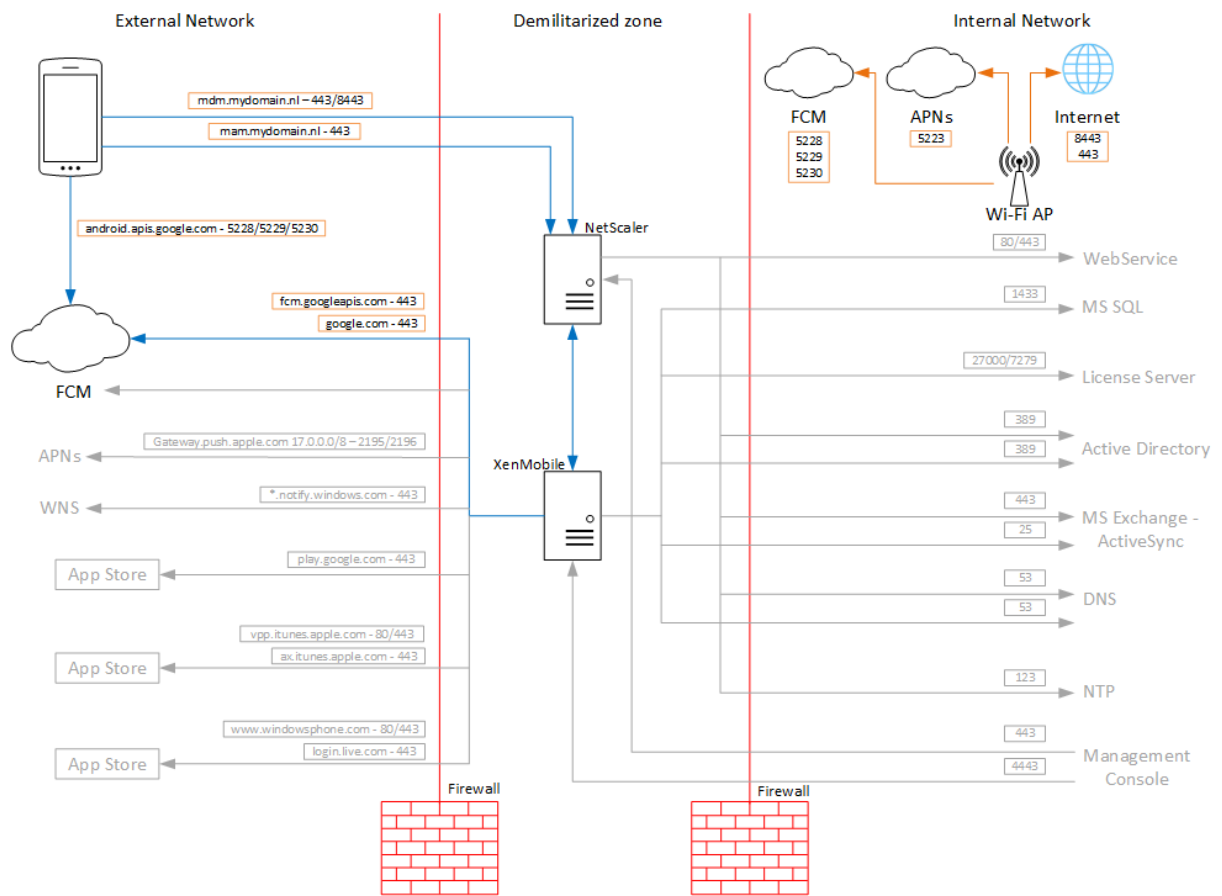 External Network
Demilitarized zone
Internal Network
mdm.mydomain.nl – 443/8443
mam.mydomain.nl - 443
android.apis.google.com - 5228/5229/5230
FCM
5228
5229
5230
APNs
5223
Internet
8443
443
Wi-Fi AP
NetScaler
fcm.googleapis.com - 443
google.com - 443
FCM
Gateway.push.apple.com 17.0.0.0/8 – 2195/2196
APNs
*.notify.windows.com - 443
WNS
play.google.com - 443
App Store
vpp.itunes.apple.com - 80/443
ax.itunes.apple.com - 443
App Store
www.windowsphone.com - 80/443
login.live.com - 443
App Store
XenMobile
80/443
WebService
1433
MS SQL
27000/7279
License Server
389
389
Active Directory
443
25
MS Exchange -
ActiveSync
53
53
DNS
123
NTP
443
4443
Management
Console
Firewall
Firewall